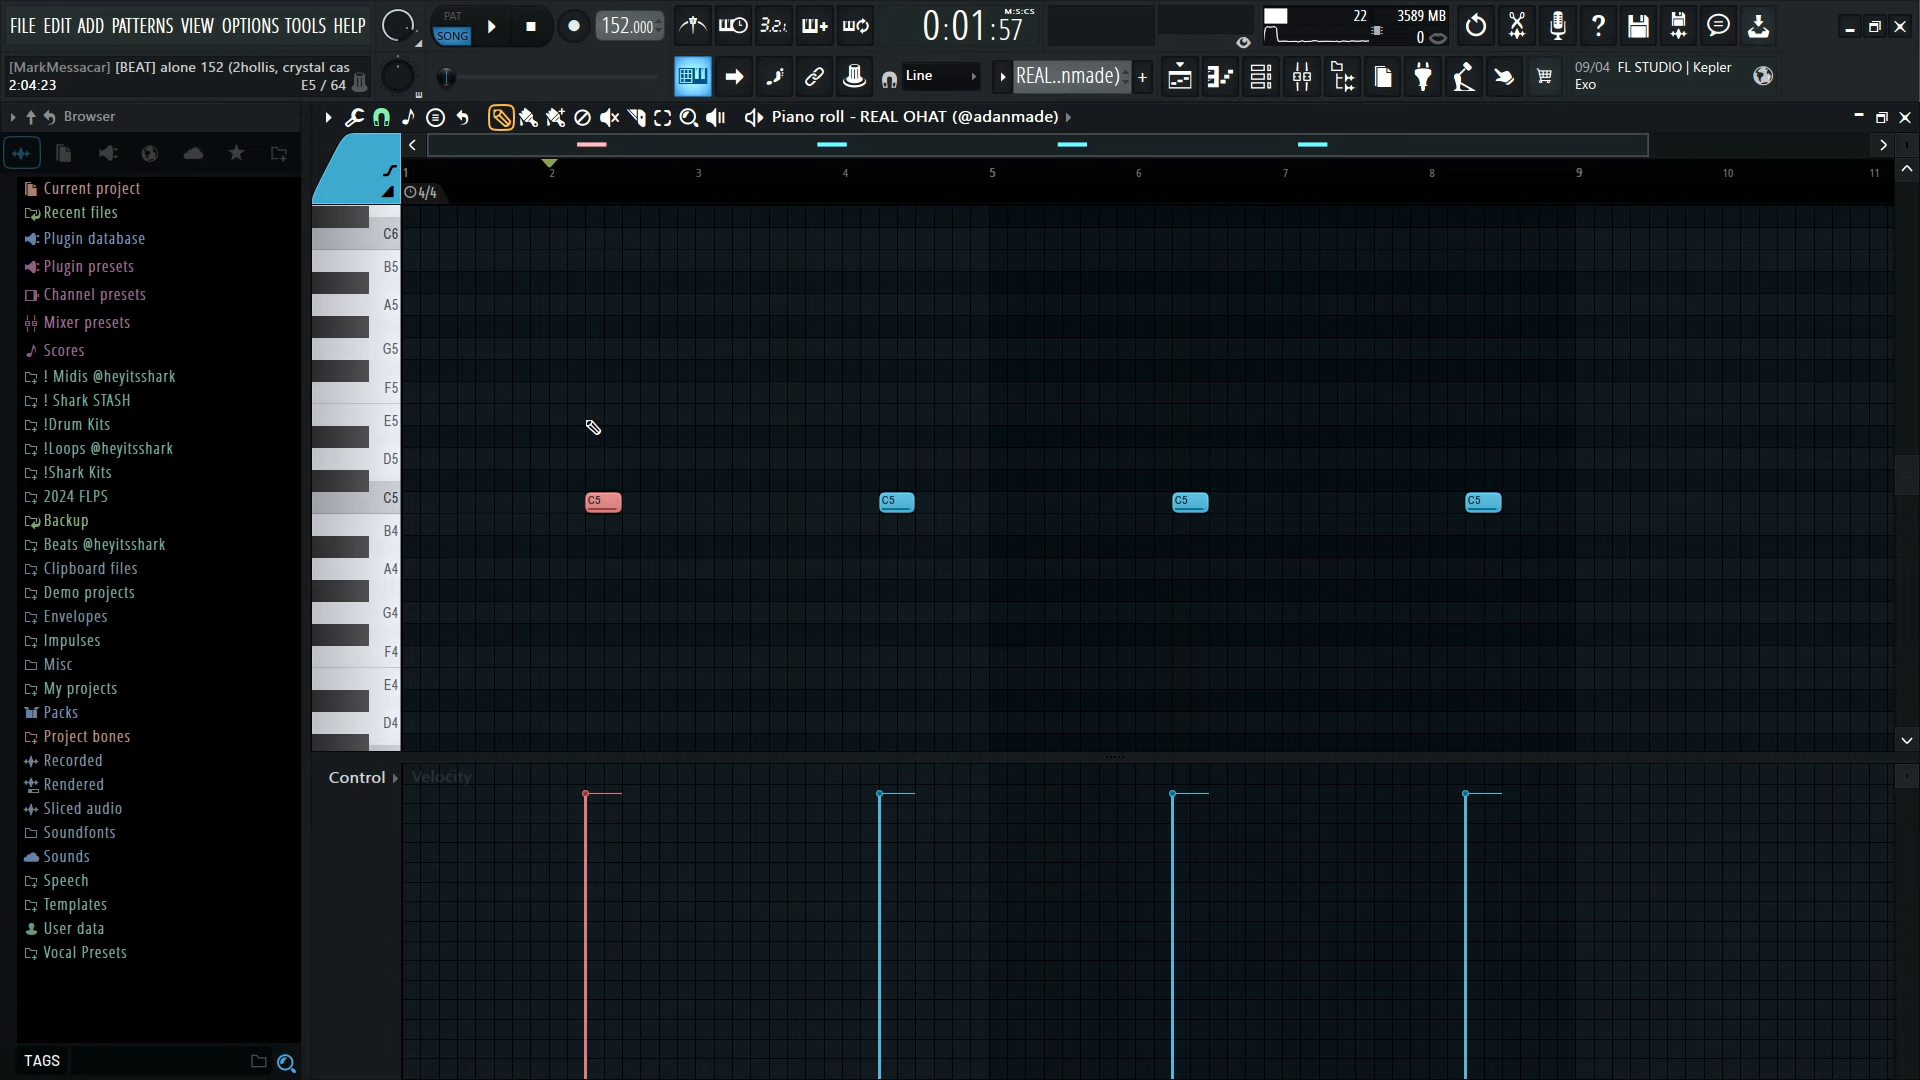 FILE EDIT ADD PATTERNS VIEW OPTIONS TOOLS HELP
PAT
SONG
152.000
3.2.
0:01:57
M:S:CS
22
3589 MB
0
[MarkMessacar] [BEAT] alone 152 (2hollis, crystal cas
2:04:23
E5 / 64
Line
REAL..nmade)
09/04 FL STUDIO | Kepler
Exo
Browser
Piano roll - REAL OHAT (@adanmade)
1 2 3 4 5 6 7 8 9 10 11
4/4
Current project
Recent files
Plugin database
Plugin presets
Channel presets
Mixer presets
Scores
! Midis @heyitsshark
! Shark STASH
!Drum Kits
!Loops @heyitsshark
!Shark Kits
2024 FLPS
Backup
Beats @heyitsshark
Clipboard files
Demo projects
Envelopes
Impulses
Misc
My projects
Packs
Project bones
Recorded
Rendered
Sliced audio
Soundfonts
Sounds
Speech
Templates
User data
Vocal Presets
TAGS
C6
B5
A5
G5
F5
E5
D5
C5
B4
A4
G4
F4
E4
D4
C5 C5 C5 C5
Control
Velocity